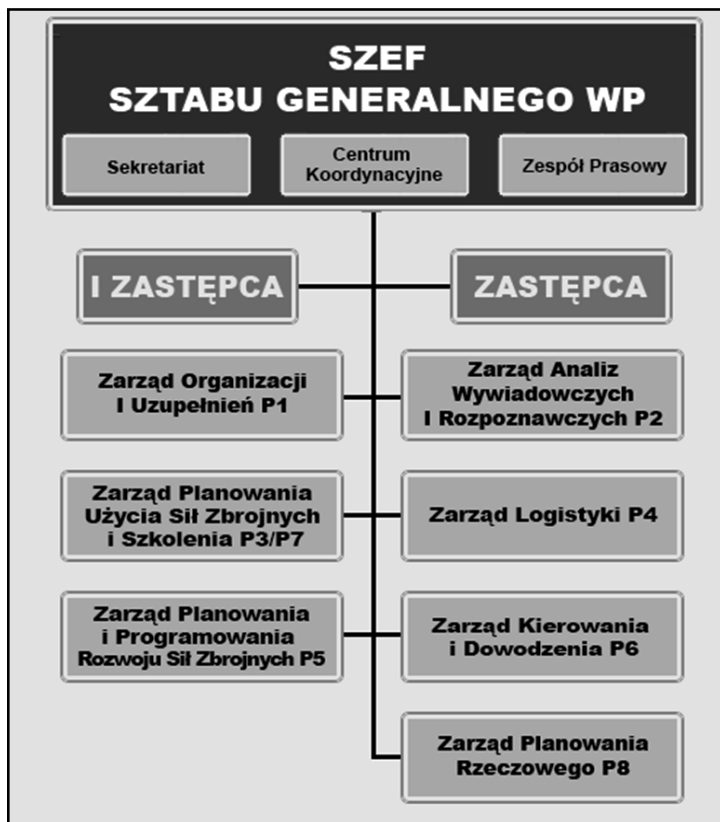 SZEF
SZTABU GENERALNEGO WP
Sekretariat
Centrum
Koordynacyjne
Zespół Prasowy
I ZASTĘPCA
ZASTĘPCA
Zarząd Organizacji
I Uzupełnień P1
Zarząd Analiz
Wywiadowczych
I Rozpoznawczych P2
Zarząd Planowania
Użycia Sił Zbrojnych
i Szkolenia P3/P7
Zarząd Logistyki P4
Zarząd Planowania
i Programowania
Rozwoju Sił Zbrojnych P5
Zarząd Kierowania
i Dowodzenia P6
Zarząd Planowania
Rzeczowego P8